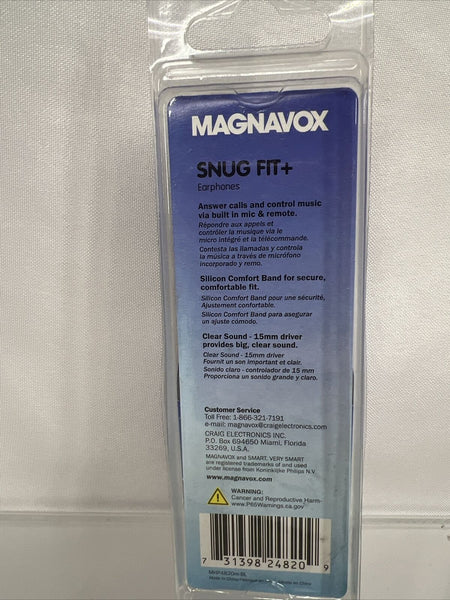 MAGNAVOX
SNUG FIT+
Earphones
Answer calls and control music
via built in mic & remote.
Répondre aux appels et
contrôler la musique via le
micro intégré et la télécommande.
Contesta las llamadas y controla
la música a través de micrófono
incorporado y remo.
Silicon Comfort Band for secure,
comfortable fit.
Silicon Comfort Band pour une sécurité,
Ajustement confortable.
Silicon Comfort Band para asegurar
un ajuste cómodo.
Clear Sound - 15mm driver
provides big, clear sound.
Clear Sound - 15mm driver
Fournit un son important et clair.
Sonido claro - controlador de 15 mm
Proporciona un sonido grande y claro.
Customer Service
Toll Free: 1-866-321-7191
e-mail: magnavox@craigelectronics.com
CRAIG ELECTRONICS INC.
P.O. Box 694650 Miami, Florida
33269, U.S.A.
MAGNAVOX and SMART. VERY SMART
are registered trademarks of and used
under license from Koninklijke Philips N.V.
www.magnavox.com
WARNING:
Cancer and Reproductive Harm-
www.P65Warnings.ca.gov
7 31398 24820 9
MHP4820m-BL
Made in China